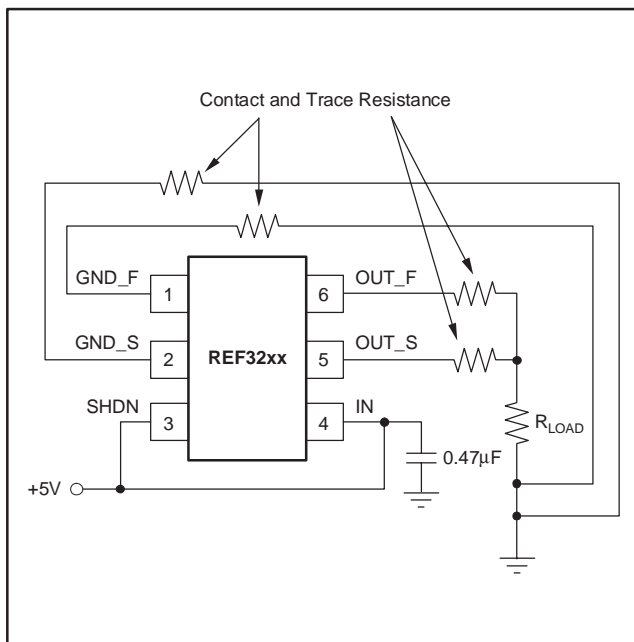 Contact and Trace Resistance
GND_F
1
6
OUT_F
GND_S
2
REF32xx
5
OUT_S
SHDN
3
4
IN
R_LOAD
0.47μF
+5V